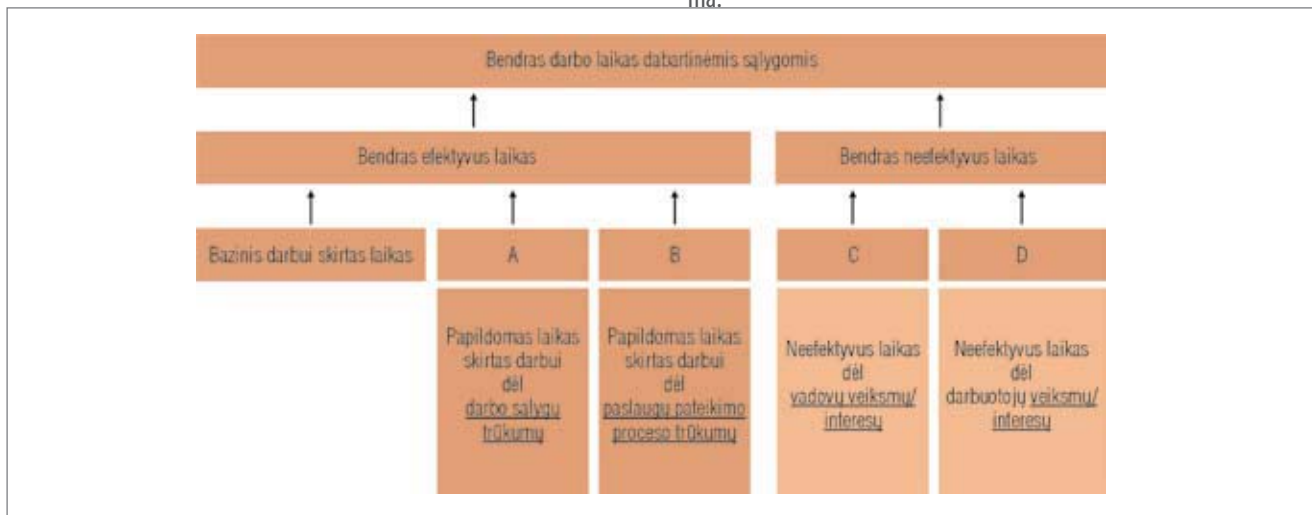 ma.
Bendras darbo laikas dabartinėmis sąlygomis
Bendras efektyvus laikas
Bendras neefektyvus laikas
Bazinis darbui skirtas laikas
A
B
C
D
Papildomas laikas
skirtas darbui
dėl
darbo sąlygų
trūkumų
Papildomas laikas
skirtas darbui
dėl
paslaugų pateikimo
proceso trūkumų
Neefektyvus laikas
dėl
vadovų veiksmų/
interesų
Neefektyvus laikas
dėl
darbuotojų veiksmų/
interesų